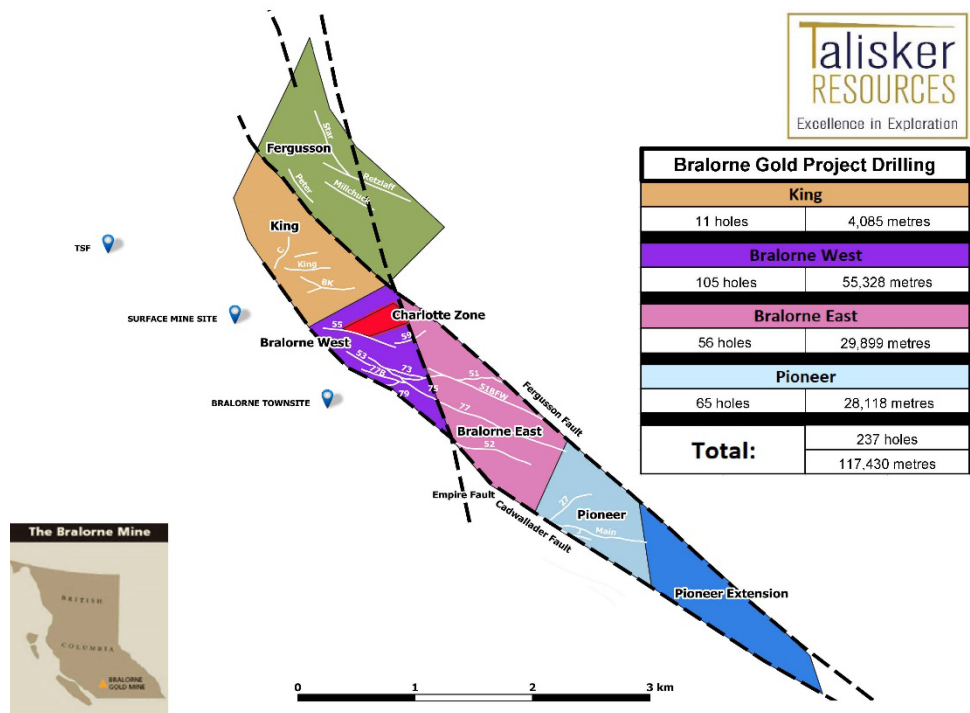 Talisker
RESOURCES
Excellence in Exploration
Bralorne Gold Project Drilling
King
11 holes 4,085 metres
Bralorne West
105 holes 55,328 metres
Bralorne East
56 holes 29,899 metres
Pioneer
65 holes 28,118 metres
Total: 237 holes
117,430 metres
Fergusson
Star
Retzlaff
Millchuck
Peter
King
C
King
BK
TSF
SURFACE MINE SITE
BRALORNE TOWNSITE
Charlotte Zone
Bralorne West
55
59
53
73
77B
75
79
51
51BFW
77
Bralorne East
52
Fergusson Fault
Empire Fault
Cadwallader Fault
27
Pioneer
Main
J
Pioneer Extension
The Bralorne Mine
BRITISH
COLUMBIA
BRALORNE
GOLD MINE
0 1 2 3 km